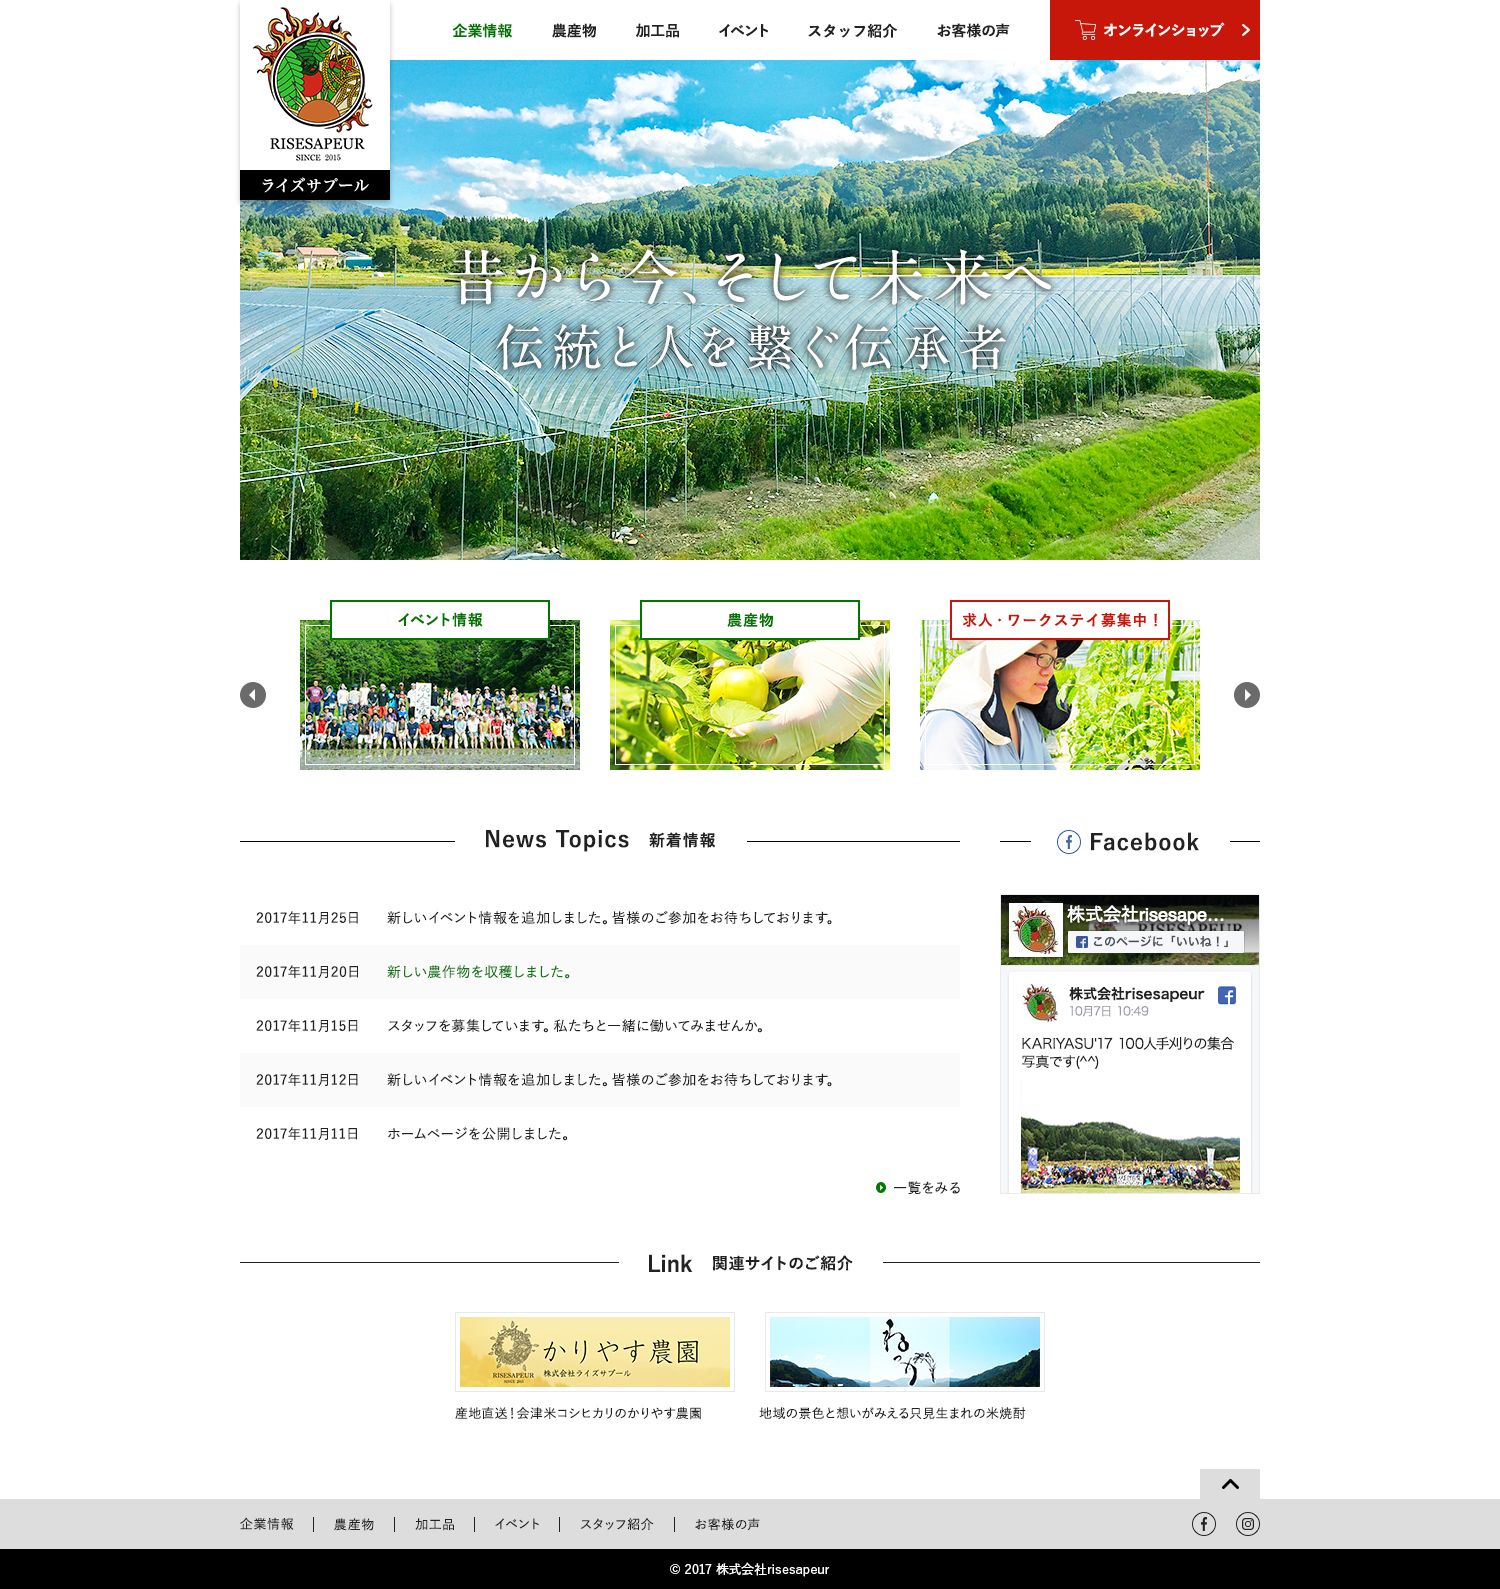 企業情報
農産物
加工品
イベント
スタッフ紹介
お客様の声
オンラインショップ
RISESAPEUR
SINCE 2015
ライズサプール
昔から今、そして未来へ
伝統と人を繋ぐ伝承者
イベント情報
農産物
求人・ワークステイ募集中！
News Topics 新着情報
2017年11月25日 新しいイベント情報を追加しました。皆様のご参加をお待ちしております。
2017年11月20日 新しい農作物を収穫しました。
2017年11月15日 スタッフを募集しています。私たちと一緒に働いてみませんか。
2017年11月12日 新しいイベント情報を追加しました。皆様のご参加をお待ちしております。
2017年11月11日 ホームページを公開しました。
一覧をみる
Facebook
株式会社risesape...
RISESAPEUR
このページに「いいね！」
株式会社risesapeur
10月7日 10:49
KARIYASU'17 100人手刈りの集合
写真です(^^)
Link 関連サイトのご紹介
かりやす農園
株式会社ライズサプール
RISESAPEUR
SINCE 2015
ねっか
産地直送！会津米コシヒカリのかりやす農園
地域の景色と想いがみえる只見生まれの米焼酎
企業情報
農産物
加工品
イベント
スタッフ紹介
お客様の声
© 2017 株式会社risesapeur